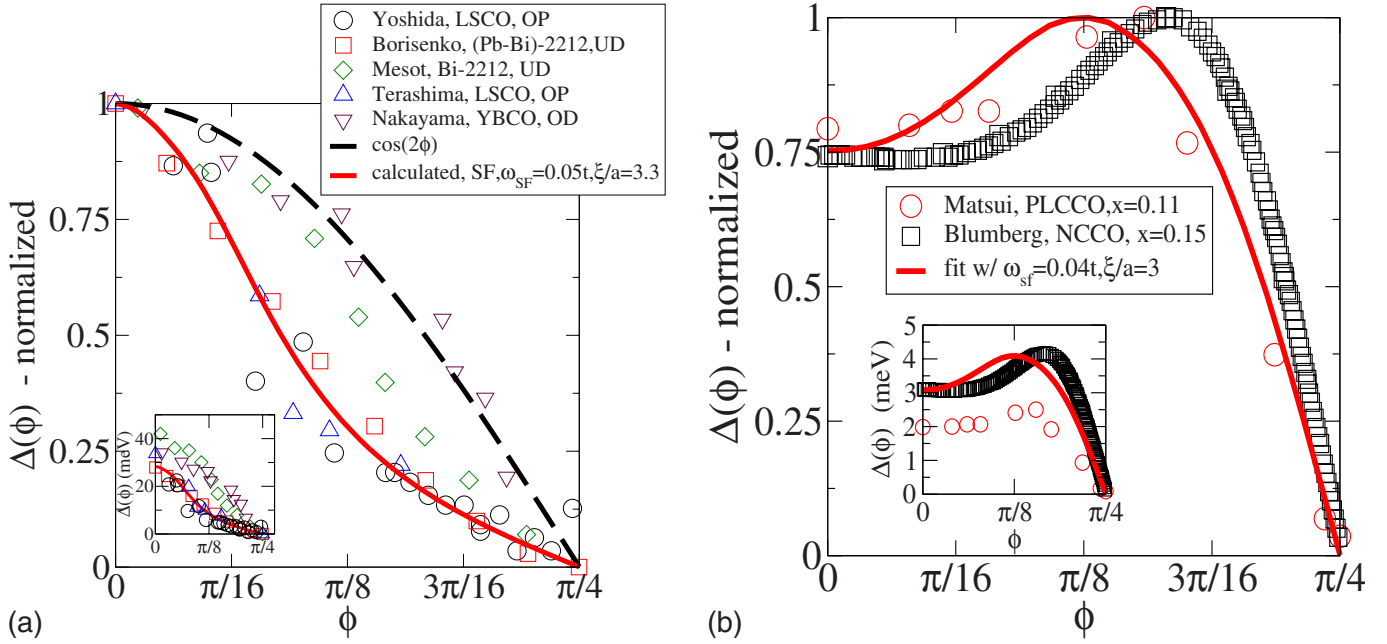 Yoshida, LSCO, OP
Borisenko, (Pb-Bi)-2212,UD
Mesot, Bi-2212, UD
Terashima, LSCO, OP
Nakayama, YBCO, OD
cos(2ϕ)
calculated, SF,ω_SF=0.05t,ξ/a=3.3
Δ(ϕ) - normalized
1
0.75
0.5
0.25
0
0
π/16
π/8
3π/16
π/4
ϕ
Δ(ϕ) (meV)
40
20
0
0
π/8
π/4
ϕ
(a)
Δ(ϕ) - normalized
1
0.75
0.5
0.25
0
Matsui, PLCCO,x=0.11
Blumberg, NCCO, x=0.15
fit w/ ω_sf=0.04t,ξ/a=3
Δ(ϕ) (meV)
5
4
3
2
1
0
0
π/8
π/4
ϕ
0
π/16
π/8
3π/16
π/4
ϕ
(b)